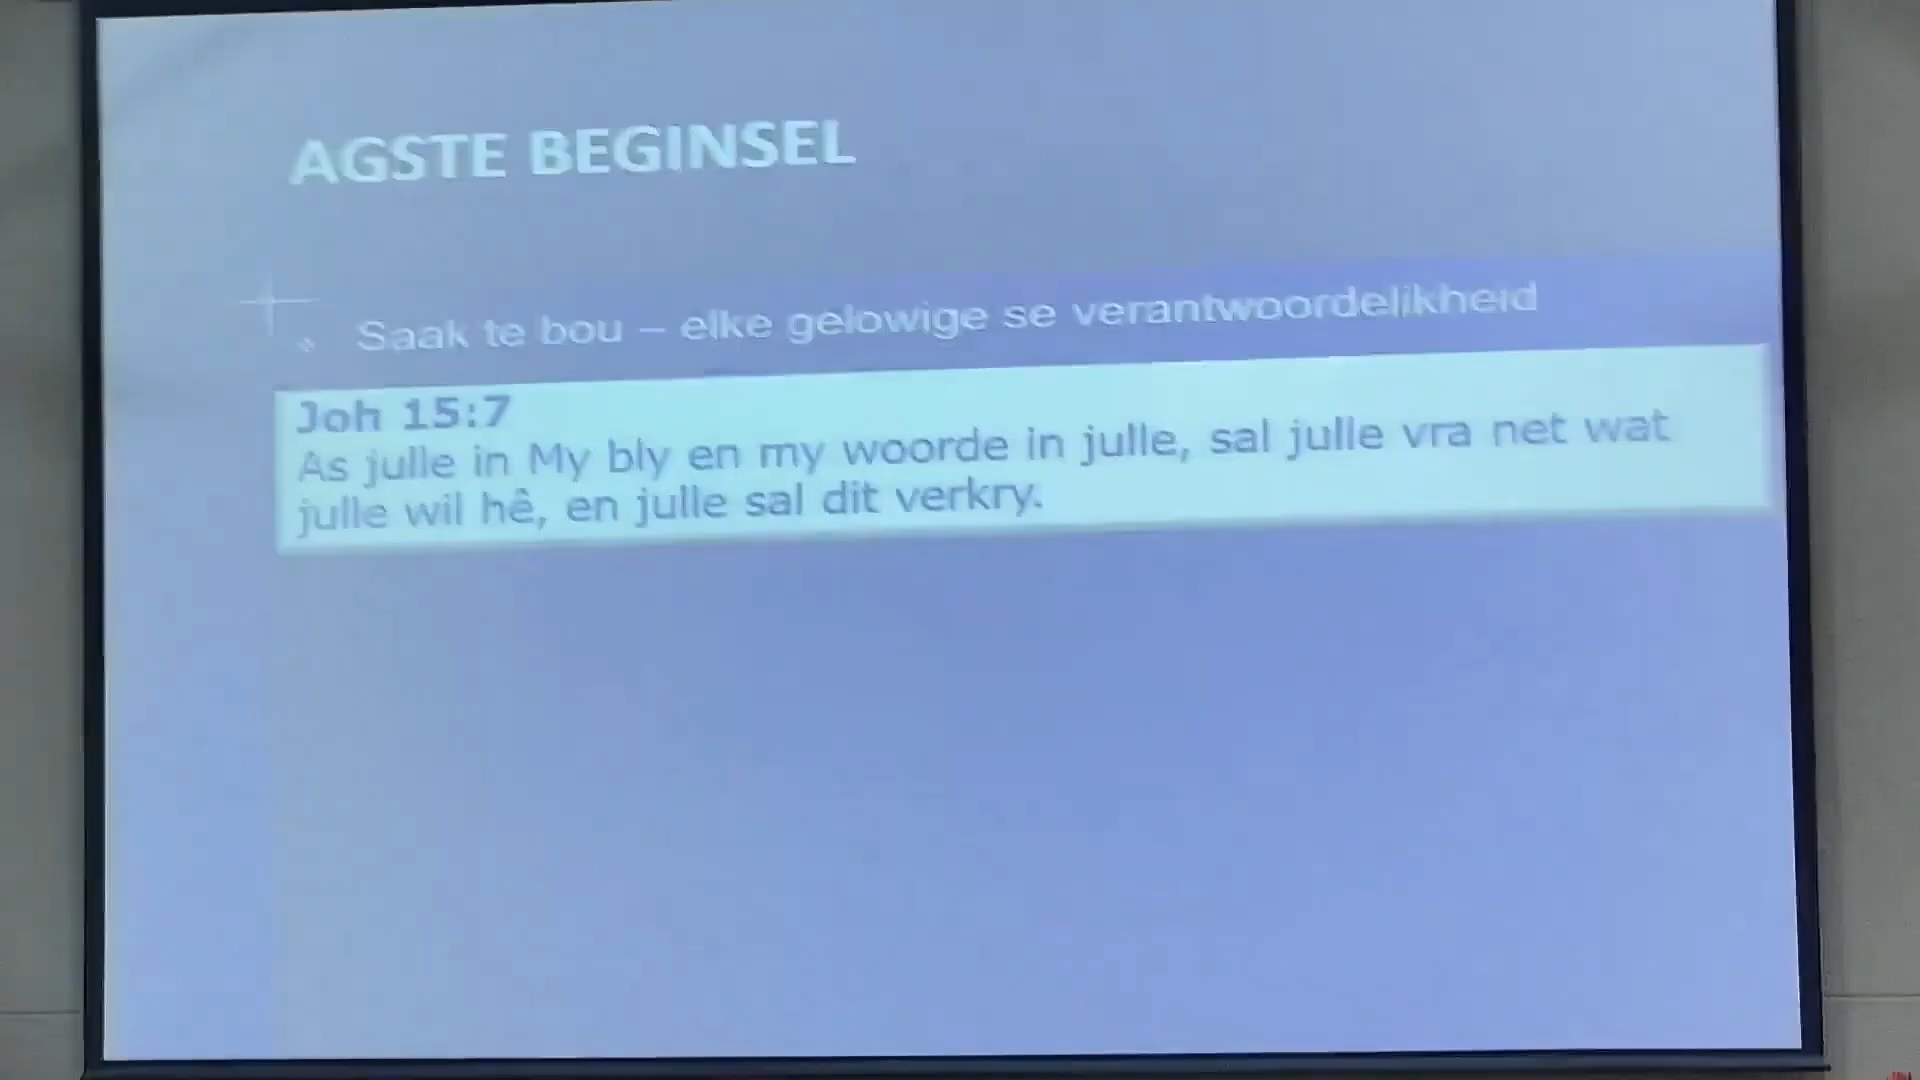 AGSTE BEGINSEL
Saak te bou – elke gelowige se verantwoordelikheid
Joh 15:7
As julle in My bly en my woorde in julle, sal julle vra net wat
julle wil hê, en julle sal dit verkry.